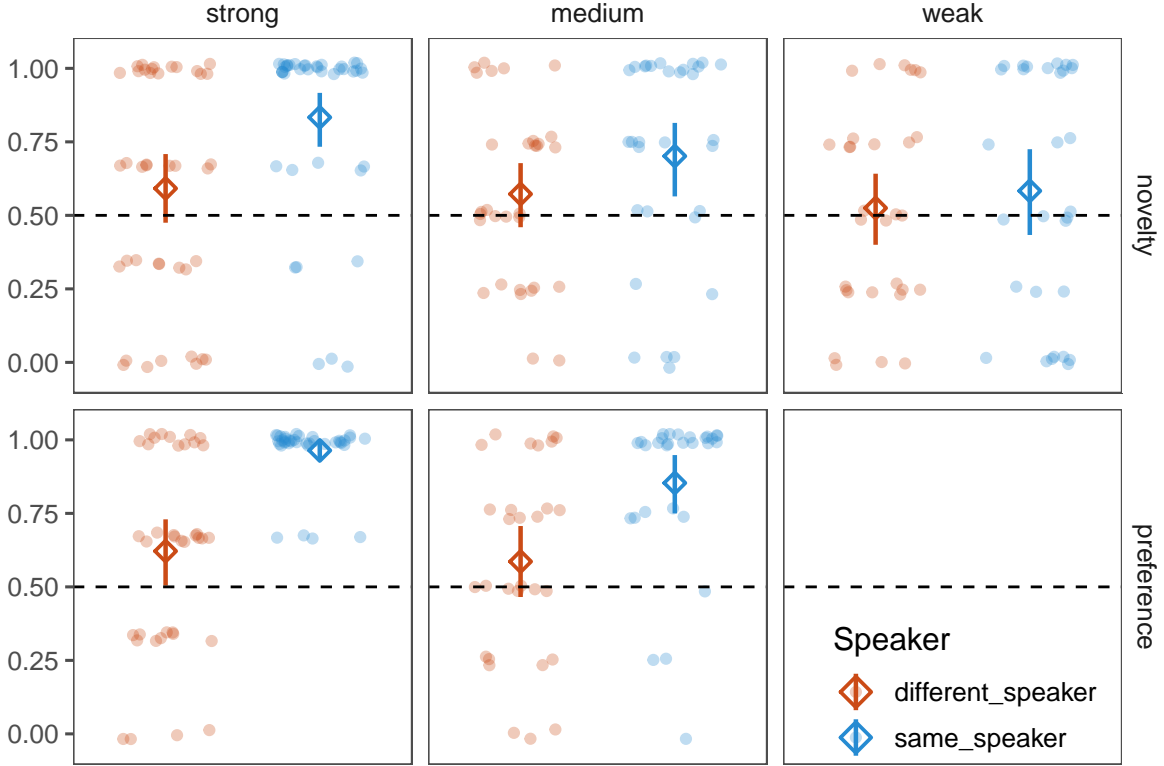 strong medium weak
1.00
0.75
0.50
0.25
0.00
novelty
1.00
0.75
0.50
0.25
0.00
preference
Speaker
different_speaker
same_speaker